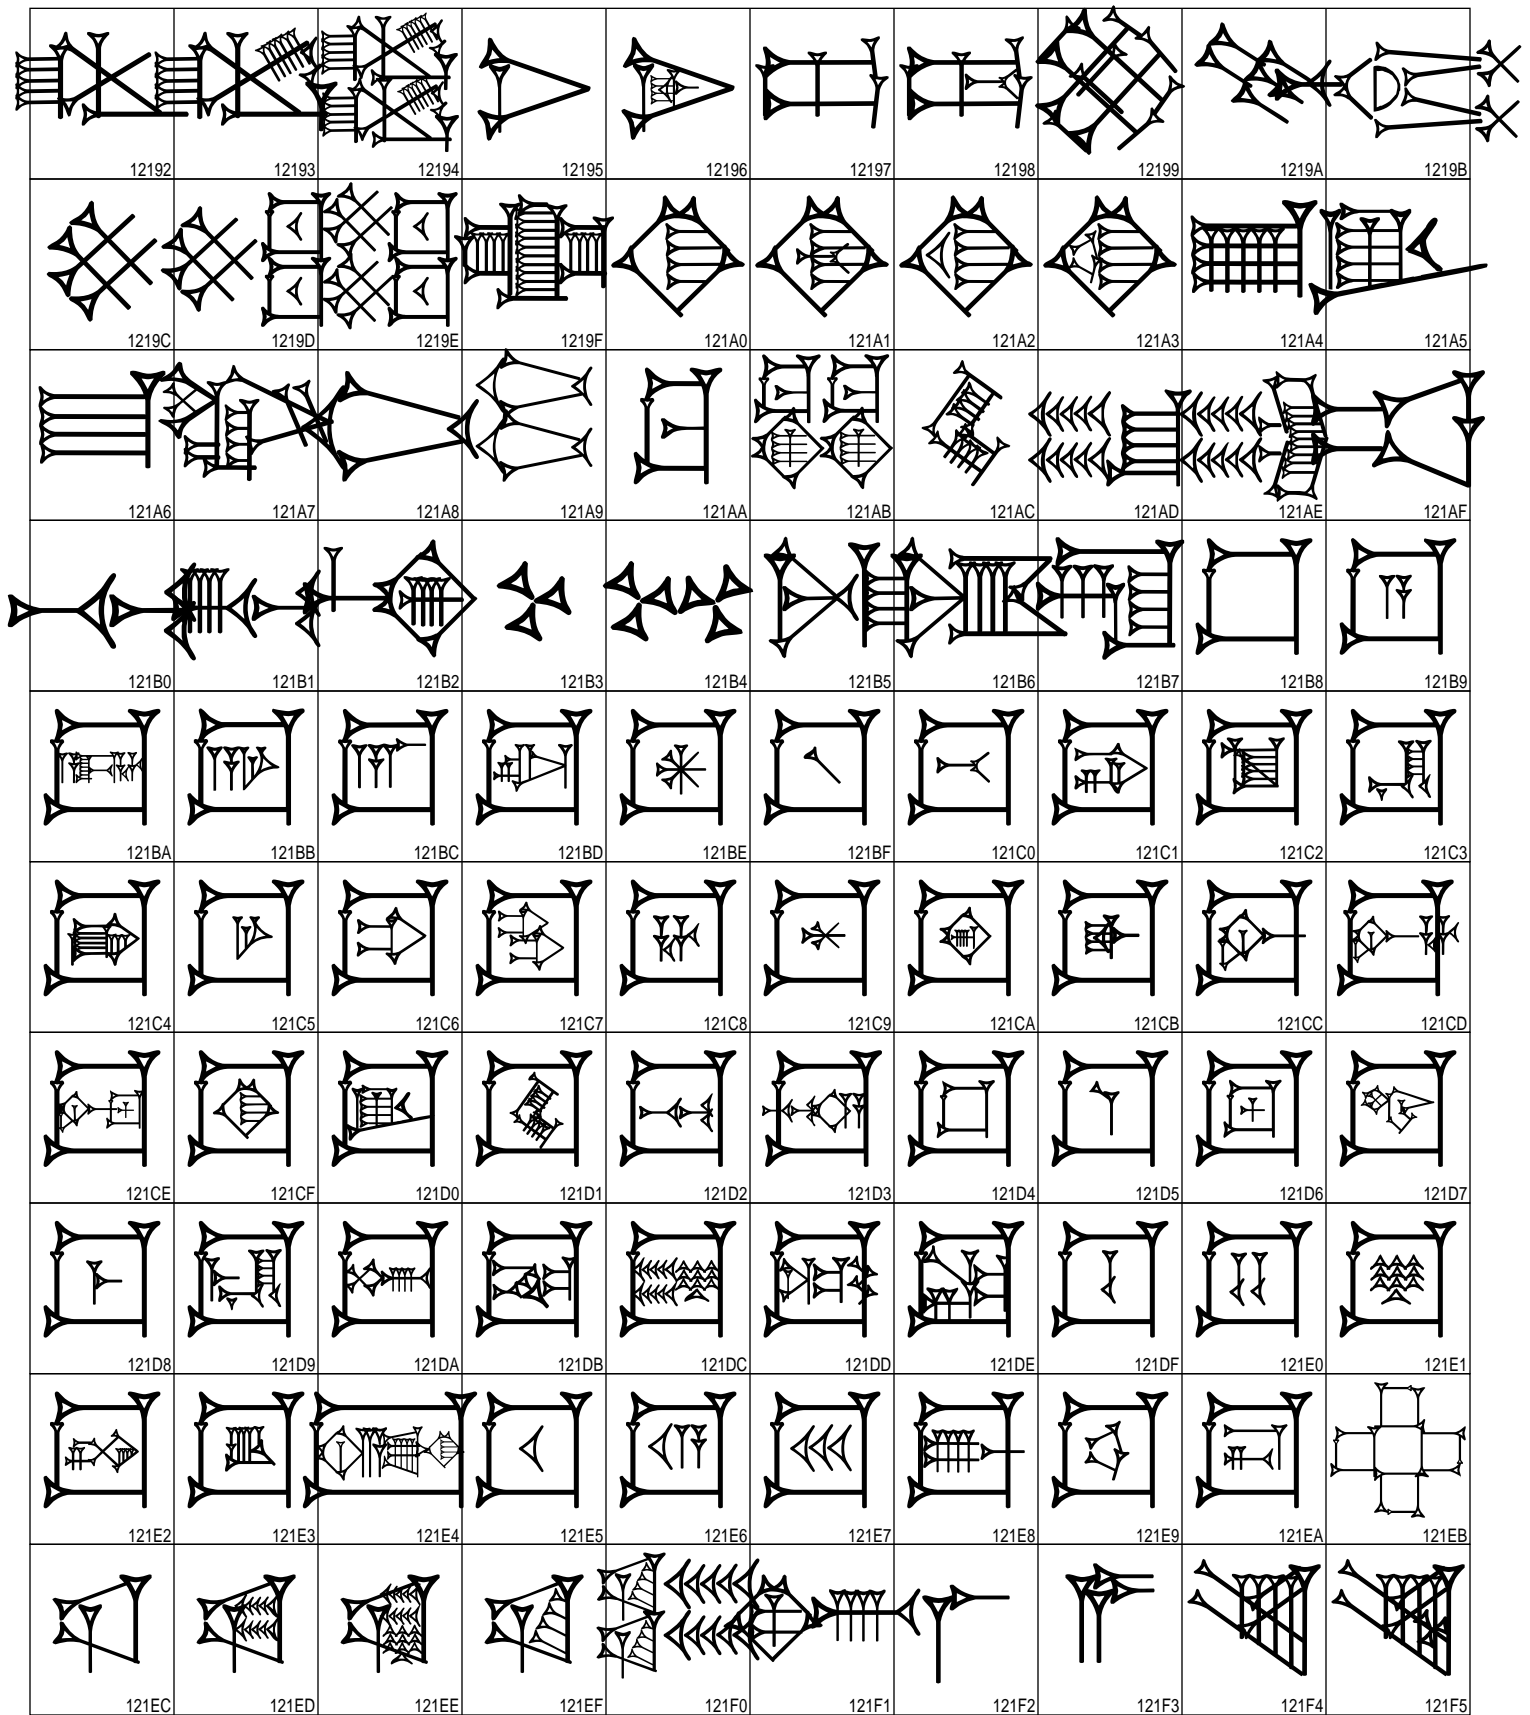 𒆒 𒆓 𒆔 𒆕 𒆖 𒆗 𒆘 𒆙 𒆚 𒆛
12192 12193 12194 12195 12196 12197 12198 12199 1219A 1219B
𒆜 𒆝 𒆞 𒆟 𒆠 𒆡 𒆢 𒆣 𒆤 𒆥
1219C 1219D 1219E 1219F 121A0 121A1 121A2 121A3 121A4 121A5
𒆦 𒆧 𒆨 𒆩 𒆪 𒆫 𒆬 𒆭 𒆮 𒆯
121A6 121A7 121A8 121A9 121AA 121AB 121AC 121AD 121AE 121AF
𒆰 𒆱 𒆲 𒆳 𒆴 𒆵 𒆶 𒆷 𒆸 𒆹
121B0 121B1 121B2 121B3 121B4 121B5 121B6 121B7 121B8 121B9
𒆺 𒆻 𒆼 𒆽 𒆾 𒆿 𒇀 𒇁 𒇂 𒇃
121BA 121BB 121BC 121BD 121BE 121BF 121C0 121C1 121C2 121C3
𒇄 𒇅 𒇆 𒇇 𒇈 𒇉 𒇊 𒇋 𒇌 𒇍
121C4 121C5 121C6 121C7 121C8 121C9 121CA 121CB 121CC 121CD
𒇎 𒇏 𒇐 𒇑 𒇒 𒇓 𒇔 𒇕 𒇖 𒇗
121CE 121CF 121D0 121D1 121D2 121D3 121D4 121D5 121D6 121D7
𒇘 𒇙 𒇚 𒇛 𒇜 𒇝 𒇞 𒇟 𒇠 𒇡
121D8 121D9 121DA 121DB 121DC 121DD 121DE 121DF 121E0 121E1
𒇢 𒇣 𒇤 𒇥 𒇦 𒇧 𒇨 𒇩 𒇪 𒇫
121E2 121E3 121E4 121E5 121E6 121E7 121E8 121E9 121EA 121EB
𒇬 𒇭 𒇮 𒇯 𒇰 𒇱 𒇲 𒇳 𒇴 𒇵
121EC 121ED 121EE 121EF 121F0 121F1 121F2 121F3 121F4 121F5